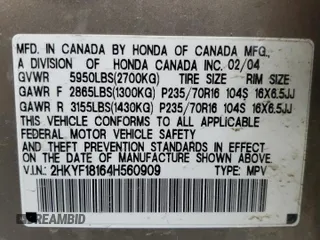 MFD. IN CANADA BY HONDA OF CANADA MFG.,
A DIVISION OF HONDA CANADA INC. 02/04
GVWR 5950LBS(2700KG) TIRE SIZE RIM SIZE
GAWR F 2865LBS(1300KG) P235/70R16 104S 16X6.5JJ
GAWR R 3155LBS(1430KG) P235/70R16 104S 16X6.5JJ
THIS VEHICLE CONFORMS TO ALL APPLICABLE
FEDERAL MOTOR VEHICLE SAFETY STANDARDS
AND THEFT PREVENTION STANDARD IN EFFECT ON
THE DATE OF MANUFACTURE SHOWN ABOVE.
V.I.N.: 2HKYF18164H560909 TYPE: MPV
STREAMBID